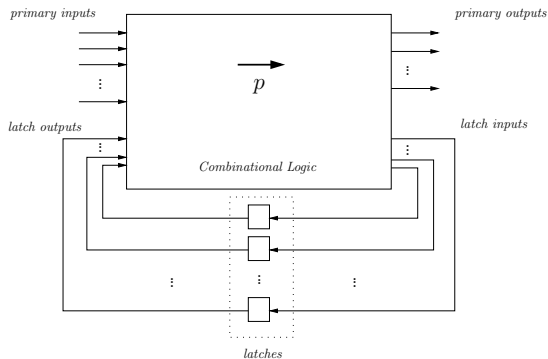 primary inputs
primary outputs
p
latch outputs
latch inputs
Combinational Logic
latches